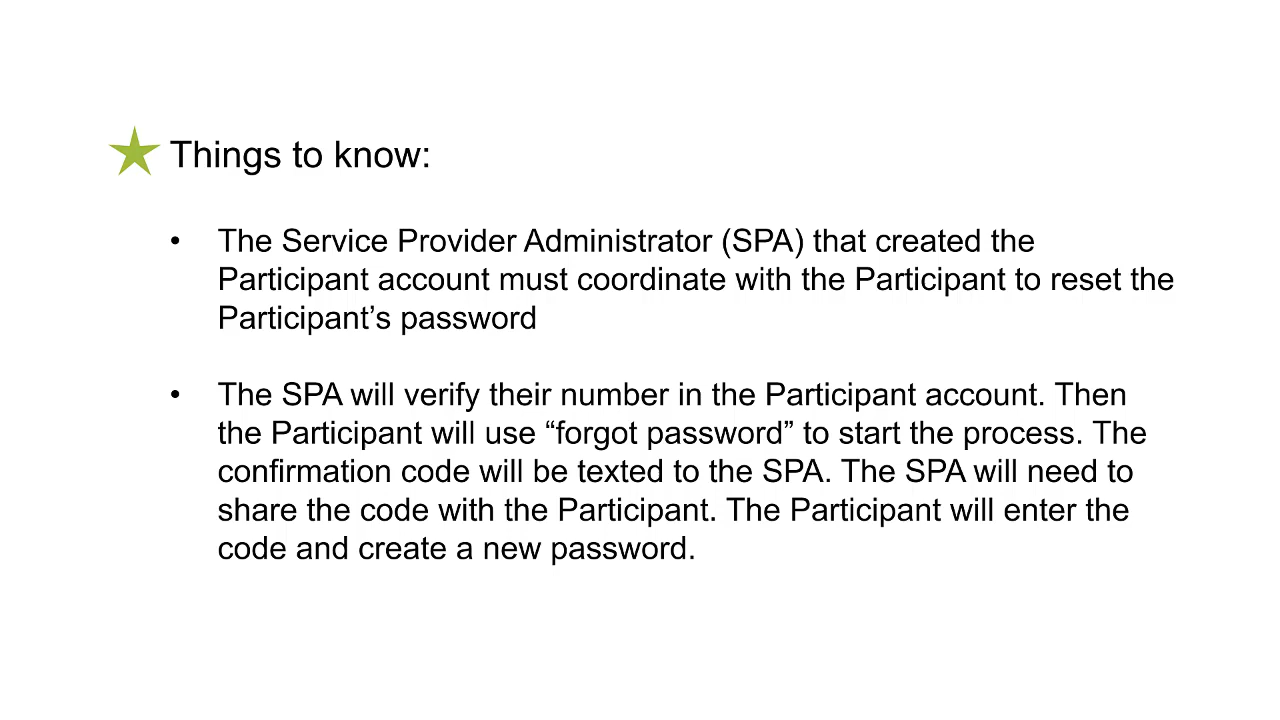 Things to know:
• The Service Provider Administrator (SPA) that created the
Participant account must coordinate with the Participant to reset the
Participant’s password
• The SPA will verify their number in the Participant account. Then
the Participant will use “forgot password” to start the process. The
confirmation code will be texted to the SPA. The SPA will need to
share the code with the Participant. The Participant will enter the
code and create a new password.